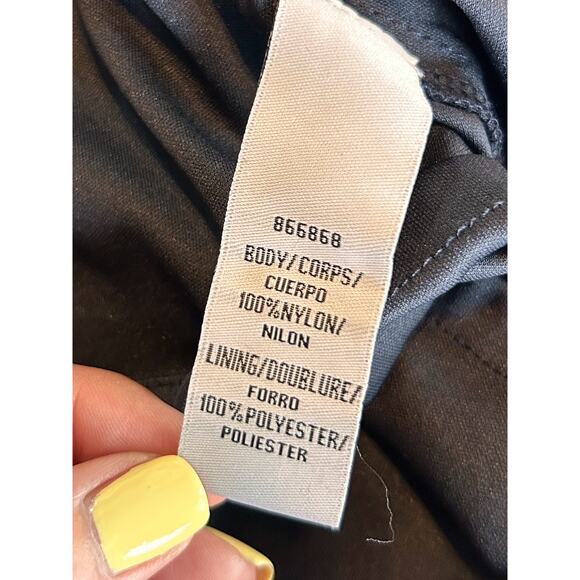 866868
BODY/CORPS/
CUERPO
100%NYLON/
NILON
LINING/DOUBLURE/
FORRO
100%POLYESTER/
POLIESTER